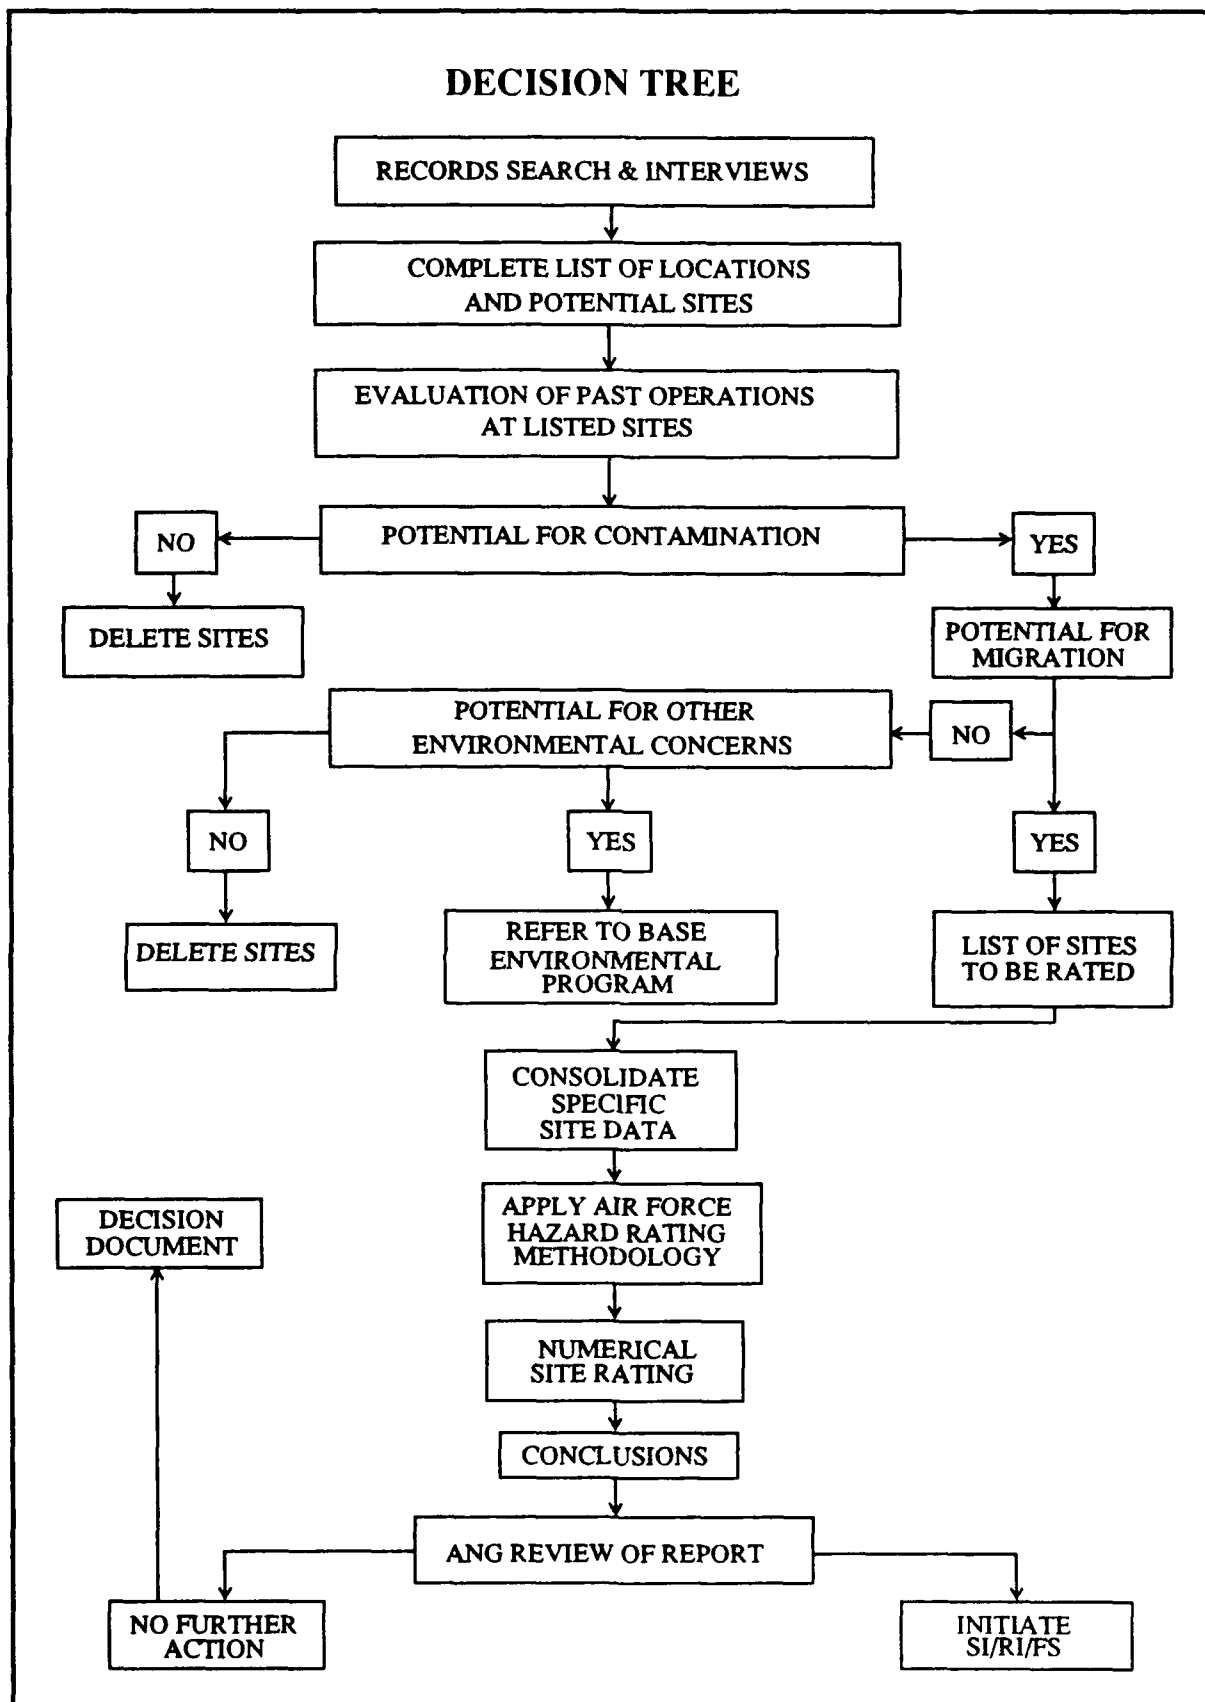 DECISION TREE
RECORDS SEARCH & INTERVIEWS
COMPLETE LIST OF LOCATIONS
AND POTENTIAL SITES
EVALUATION OF PAST OPERATIONS
AT LISTED SITES
NO
POTENTIAL FOR CONTAMINATION
YES
DELETE SITES
POTENTIAL FOR
MIGRATION
POTENTIAL FOR OTHER
ENVIRONMENTAL CONCERNS
NO
NO
YES
YES
DELETE SITES
REFER TO BASE
ENVIRONMENTAL
PROGRAM
LIST OF SITES
TO BE RATED
CONSOLIDATE
SPECIFIC
SITE DATA
DECISION
DOCUMENT
APPLY AIR FORCE
HAZARD RATING
METHODOLOGY
NUMERICAL
SITE RATING
CONCLUSIONS
ANG REVIEW OF REPORT
NO FURTHER
ACTION
INITIATE
SI/RI/FS